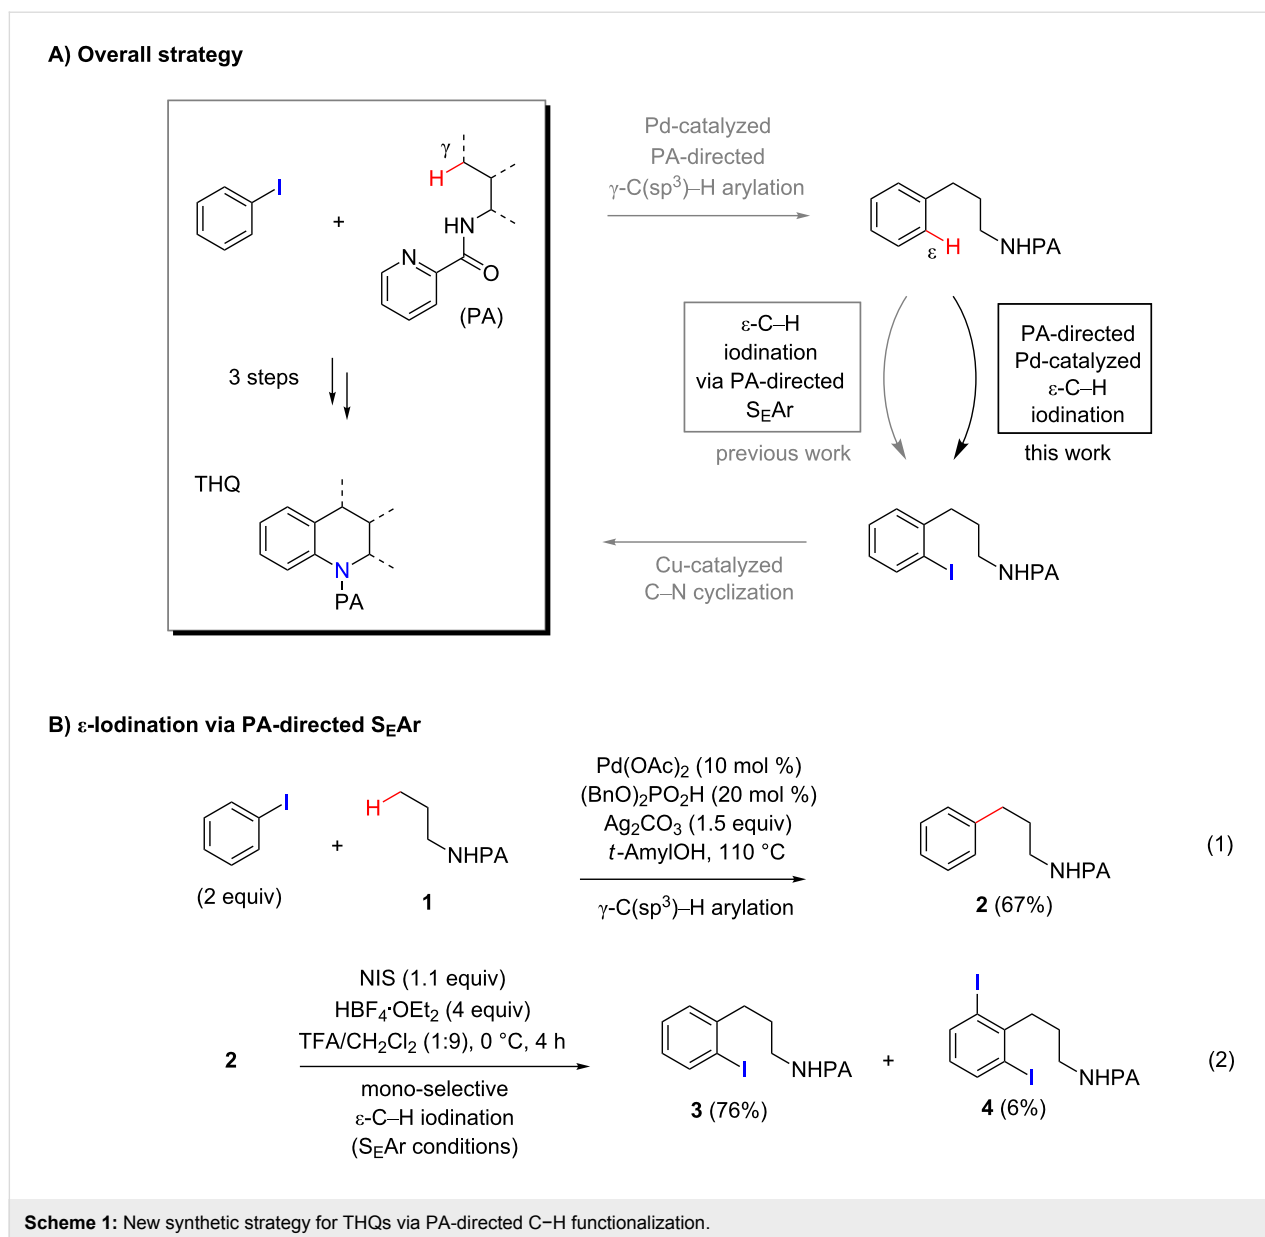 A) Overall strategy
I
+
γ
H
HN
N
O
(PA)
3 steps
THQ
N
PA
Pd-catalyzed
PA-directed
γ-C(sp³)–H arylation
ε
H
NHPA
ε-C–H
iodination
via PA-directed
SEAr
previous work
PA-directed
Pd-catalyzed
ε-C–H
iodination
this work
I
NHPA
Cu-catalyzed
C–N cyclization
B) ε-Iodination via PA-directed SEAr
I
(2 equiv)
+
H
NHPA
1
Pd(OAc)₂ (10 mol %)
(BnO)₂PO₂H (20 mol %)
Ag₂CO₃ (1.5 equiv)
t-AmylOH, 110 °C
γ-C(sp³)–H arylation
NHPA
2 (67%)
(1)
2
NIS (1.1 equiv)
HBF₄·OEt₂ (4 equiv)
TFA/CH₂Cl₂ (1:9), 0 °C, 4 h
mono-selective
ε-C–H iodination
(SEAr conditions)
I
NHPA
3 (76%)
+
I
I
NHPA
4 (6%)
(2)
Scheme 1: New synthetic strategy for THQs via PA-directed C−H functionalization.